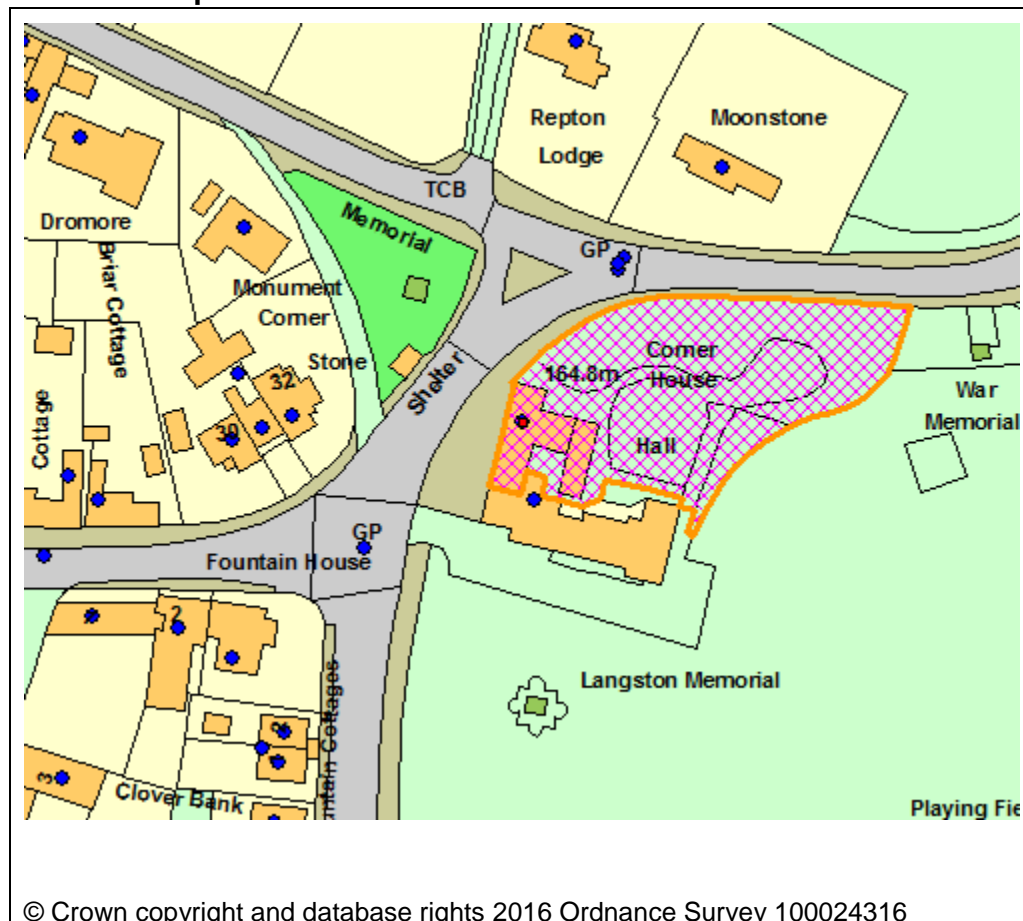 Repton
Lodge
Moonstone
TCB
Memorial
Dromore
GP
Briar Cottage
Monument
Corner
Stone
Corner
House
164.8m
32
Shelter
War
Memorial
Cottage
30
Hall
GP
Fountain House
2
Langston Memorial
2
1
3
Clover Bank
Playing Fie
© Crown copyright and database rights 2016 Ordnance Survey 100024316